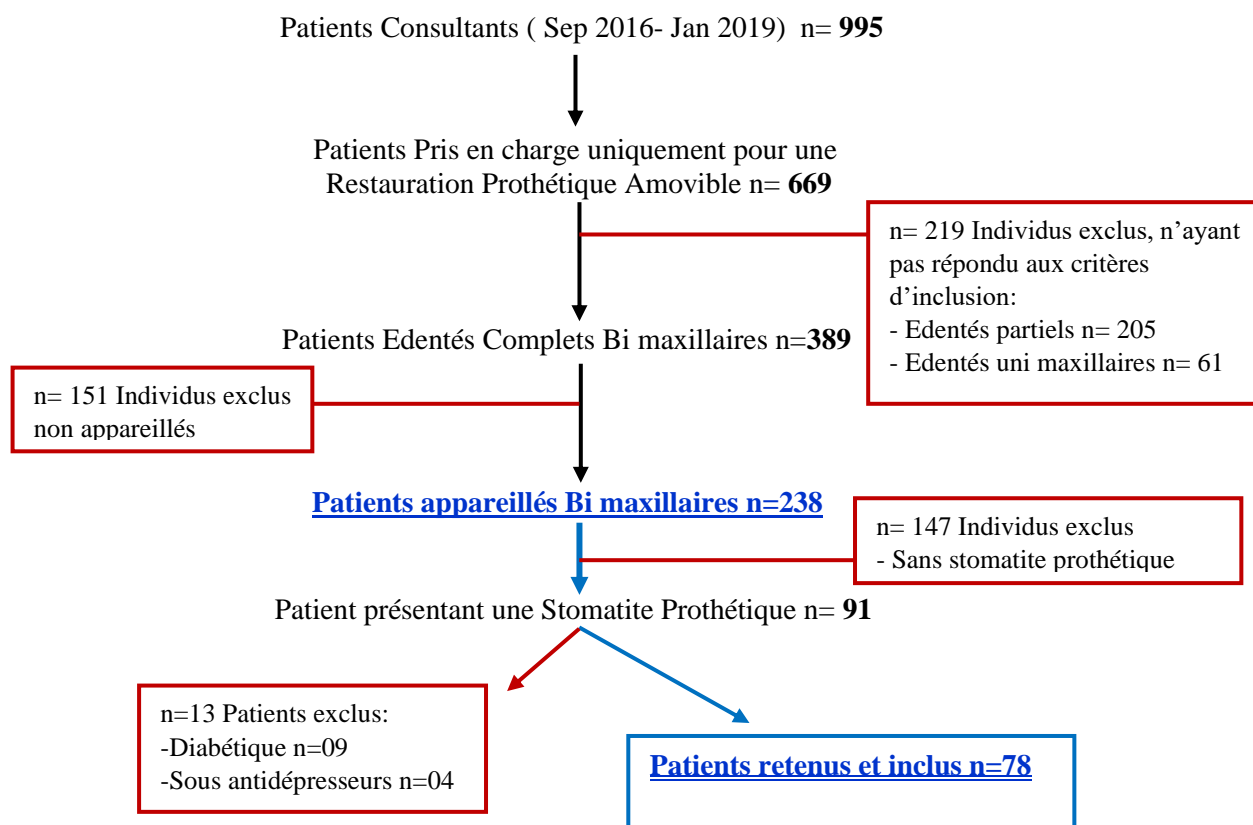 Patients Consultants ( Sep 2016- Jan 2019) n= 995
Patients Pris en charge uniquement pour une
Restauration Prothétique Amovible n= 669
n= 219 Individus exclus, n’ayant
pas répondu aux critères
d’inclusion:
- Edentés partiels n= 205
- Edentés uni maxillaires n= 61
Patients Edentés Complets Bi maxillaires n=389
n= 151 Individus exclus
non appareillés
Patients appareillés Bi maxillaires n=238
n= 147 Individus exclus
- Sans stomatite prothétique
Patient présentant une Stomatite Prothétique n= 91
n=13 Patients exclus:
-Diabétique n=09
-Sous antidépresseurs n=04
Patients retenus et inclus n=78